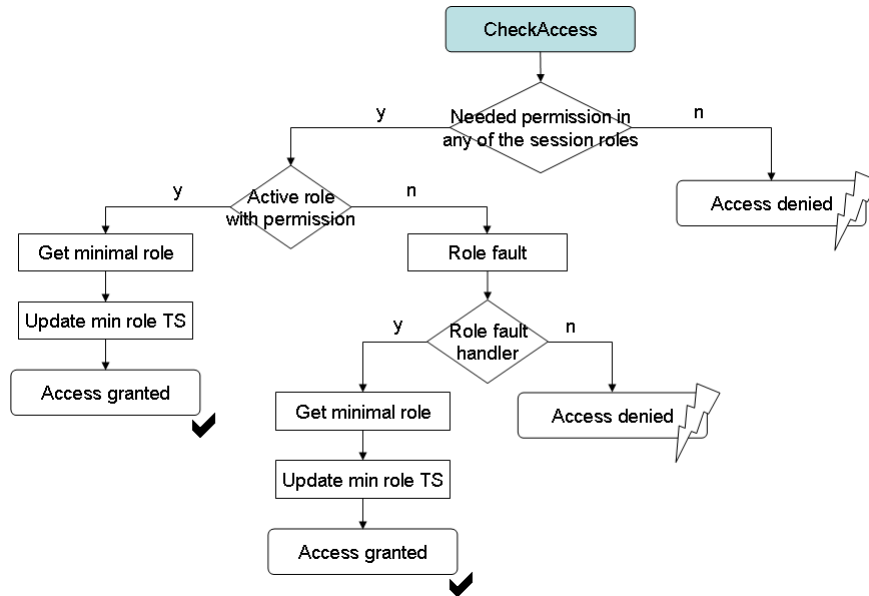 CheckAccess
y
Needed permission in
any of the session roles
n
y
Active role
with permission
n
Access denied
Get minimal role
Role fault
Update min role TS
y
Role fault
handler
n
Access granted
Get minimal role
Access denied
Update min role TS
Access granted